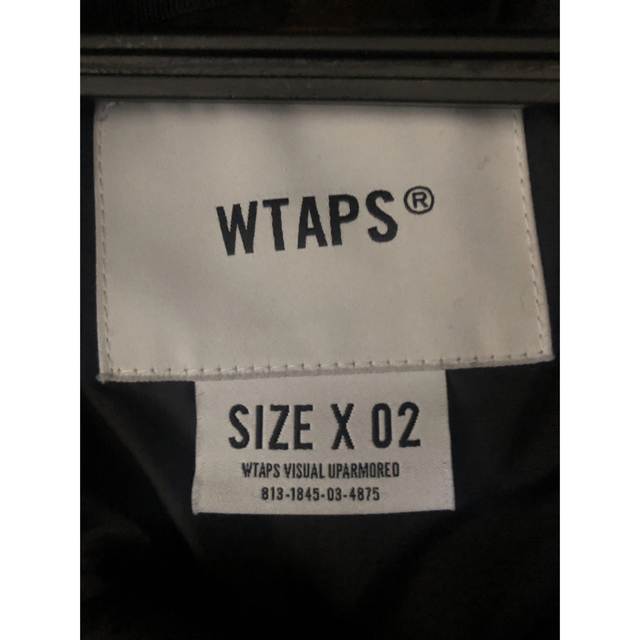 WTAPS®
SIZE X 02
WTAPS VISUAL UPARMORED
813-1845-03-4875